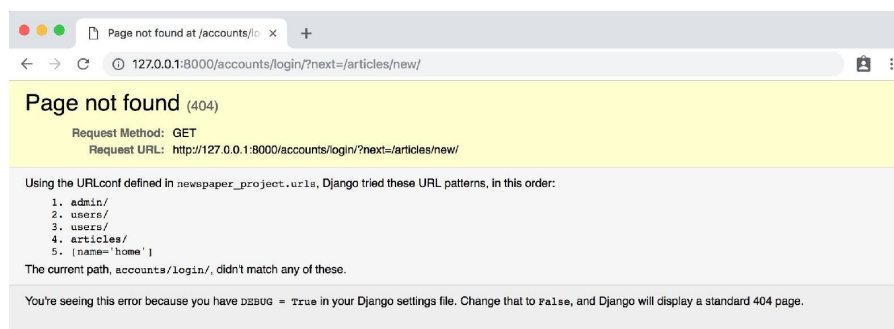 Page not found at /accounts/lo
127.0.0.1:8000/accounts/login/?next=/articles/new/
Page not found (404)
Request Method: GET
Request URL: http://127.0.0.1:8000/accounts/login/?next=/articles/new/
Using the URLconf defined in newspaper_project.urls, Django tried these URL patterns, in this order:
1. admin/
2. users/
3. users/
4. articles/
5. [name='home']
The current path, accounts/login/, didn't match any of these.
You're seeing this error because you have DEBUG = True in your Django settings file. Change that to False, and Django will display a standard 404 page.